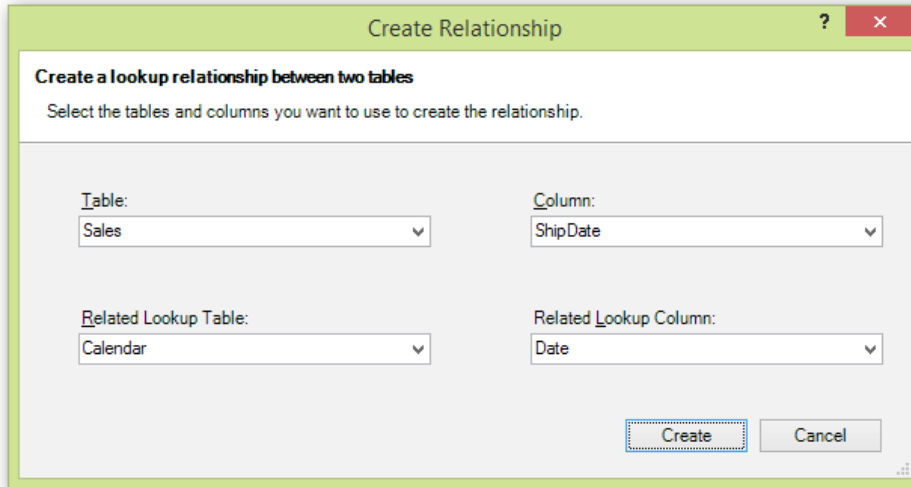 Create Relationship
?
Create a lookup relationship between two tables
Select the tables and columns you want to use to create the relationship.
Table:
Column:
Sales
ShipDate
Related Lookup Table:
Related Lookup Column:
Calendar
Date
Create
Cancel